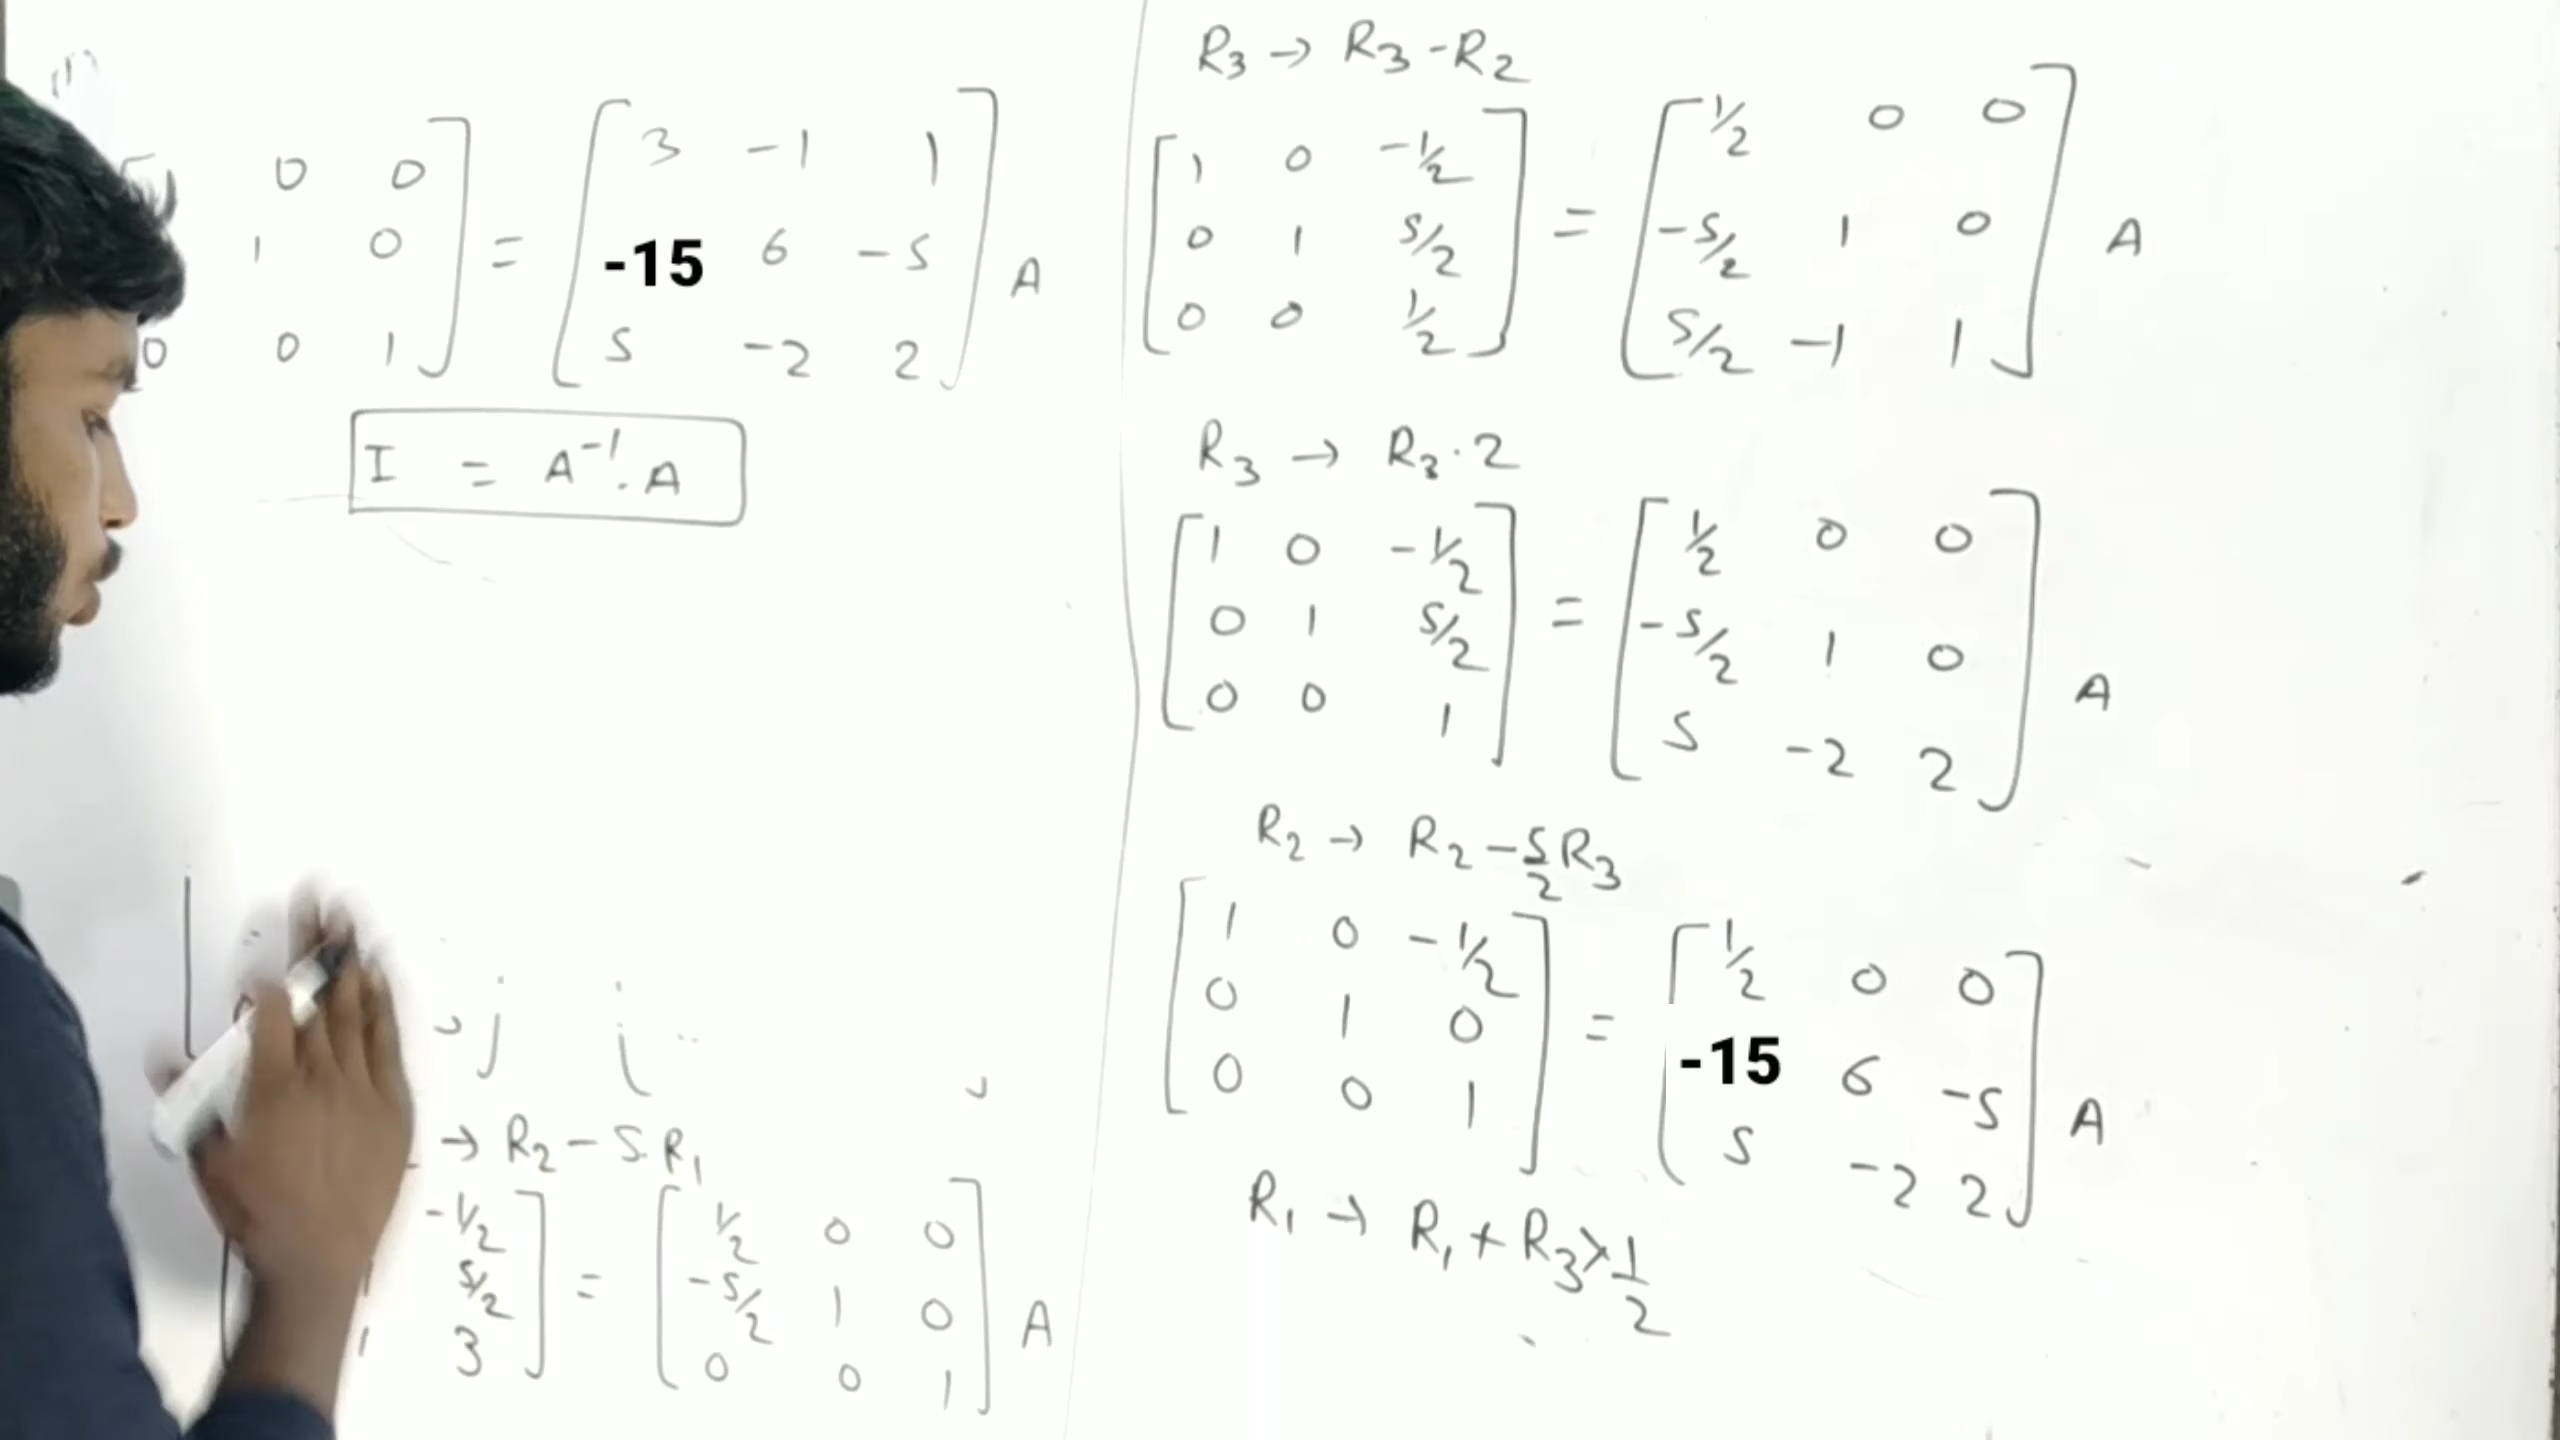 0 0 = 3 -1 1
1 0 -15 6 -5 A
0 0 1 5 -2 2
I = A⁻¹. A
→ R2 - 5 R1
-1/2 = 1/2 0 0
5/2 -5/2 1 0 A
1 3 0 0 1
R3 → R3 - R2
1 0 -1/2 = 1/2 0 0
0 1 5/2 -5/2 1 0 A
0 0 1/2 5/2 -1 1
R3 → R3 · 2
1 0 -1/2 = 1/2 0 0
0 1 5/2 -5/2 1 0 A
0 0 1 5 -2 2
R2 → R2 - 5/2 R3
1 0 -1/2 = 1/2 0 0
0 1 0 -15 6 -5 A
0 0 1 5 -2 2
R1 → R1 + R3 × 1/2